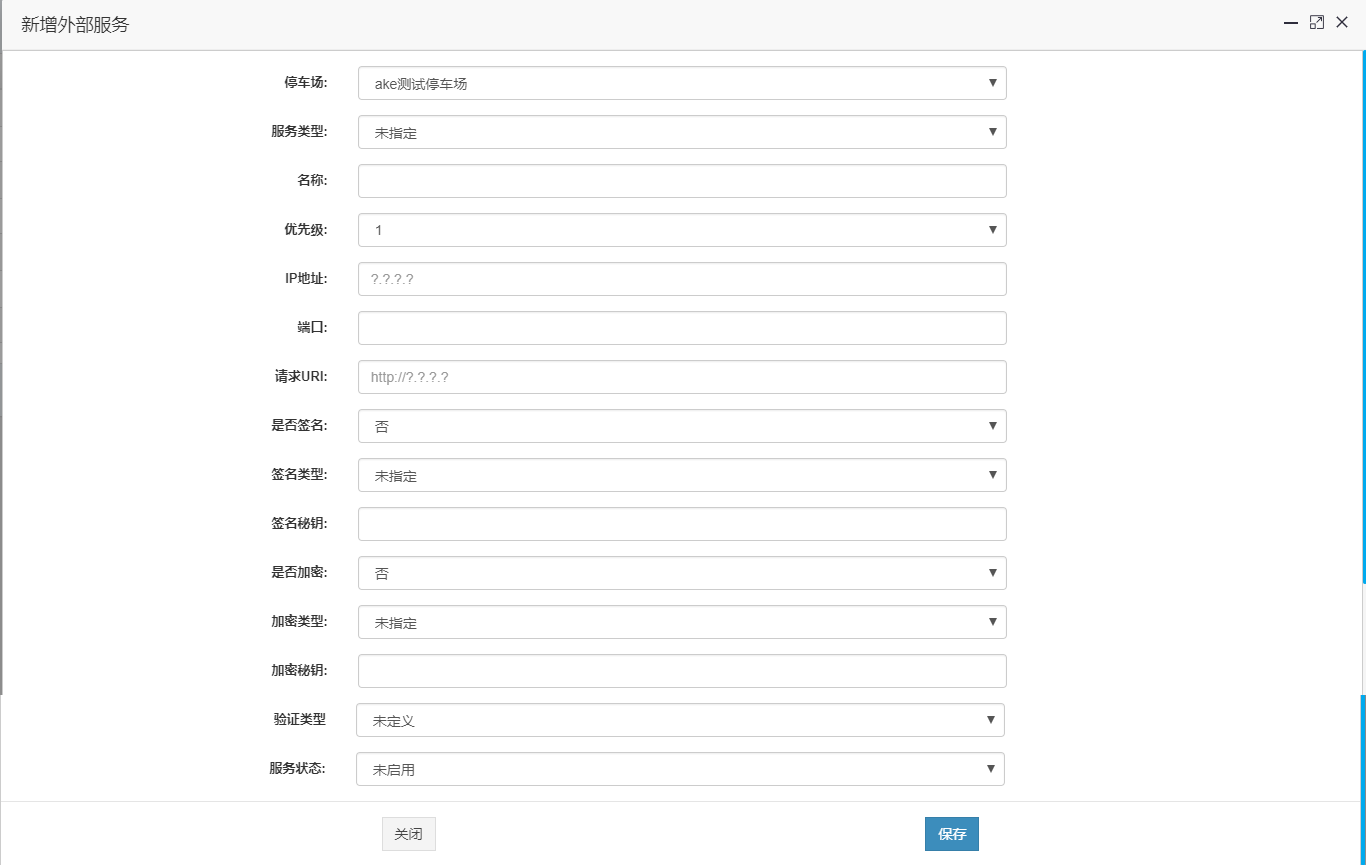 新增外部服务
停车场: ake测试停车场
服务类型: 未指定
名称:
优先级: 1
IP地址: ?.?.?.?
端口:
请求URI: http://?.?.?.?
是否签名: 否
签名类型: 未指定
签名秘钥:
是否加密: 否
加密类型: 未指定
加密秘钥:
验证类型 未定义
服务状态: 未启用
关闭 保存